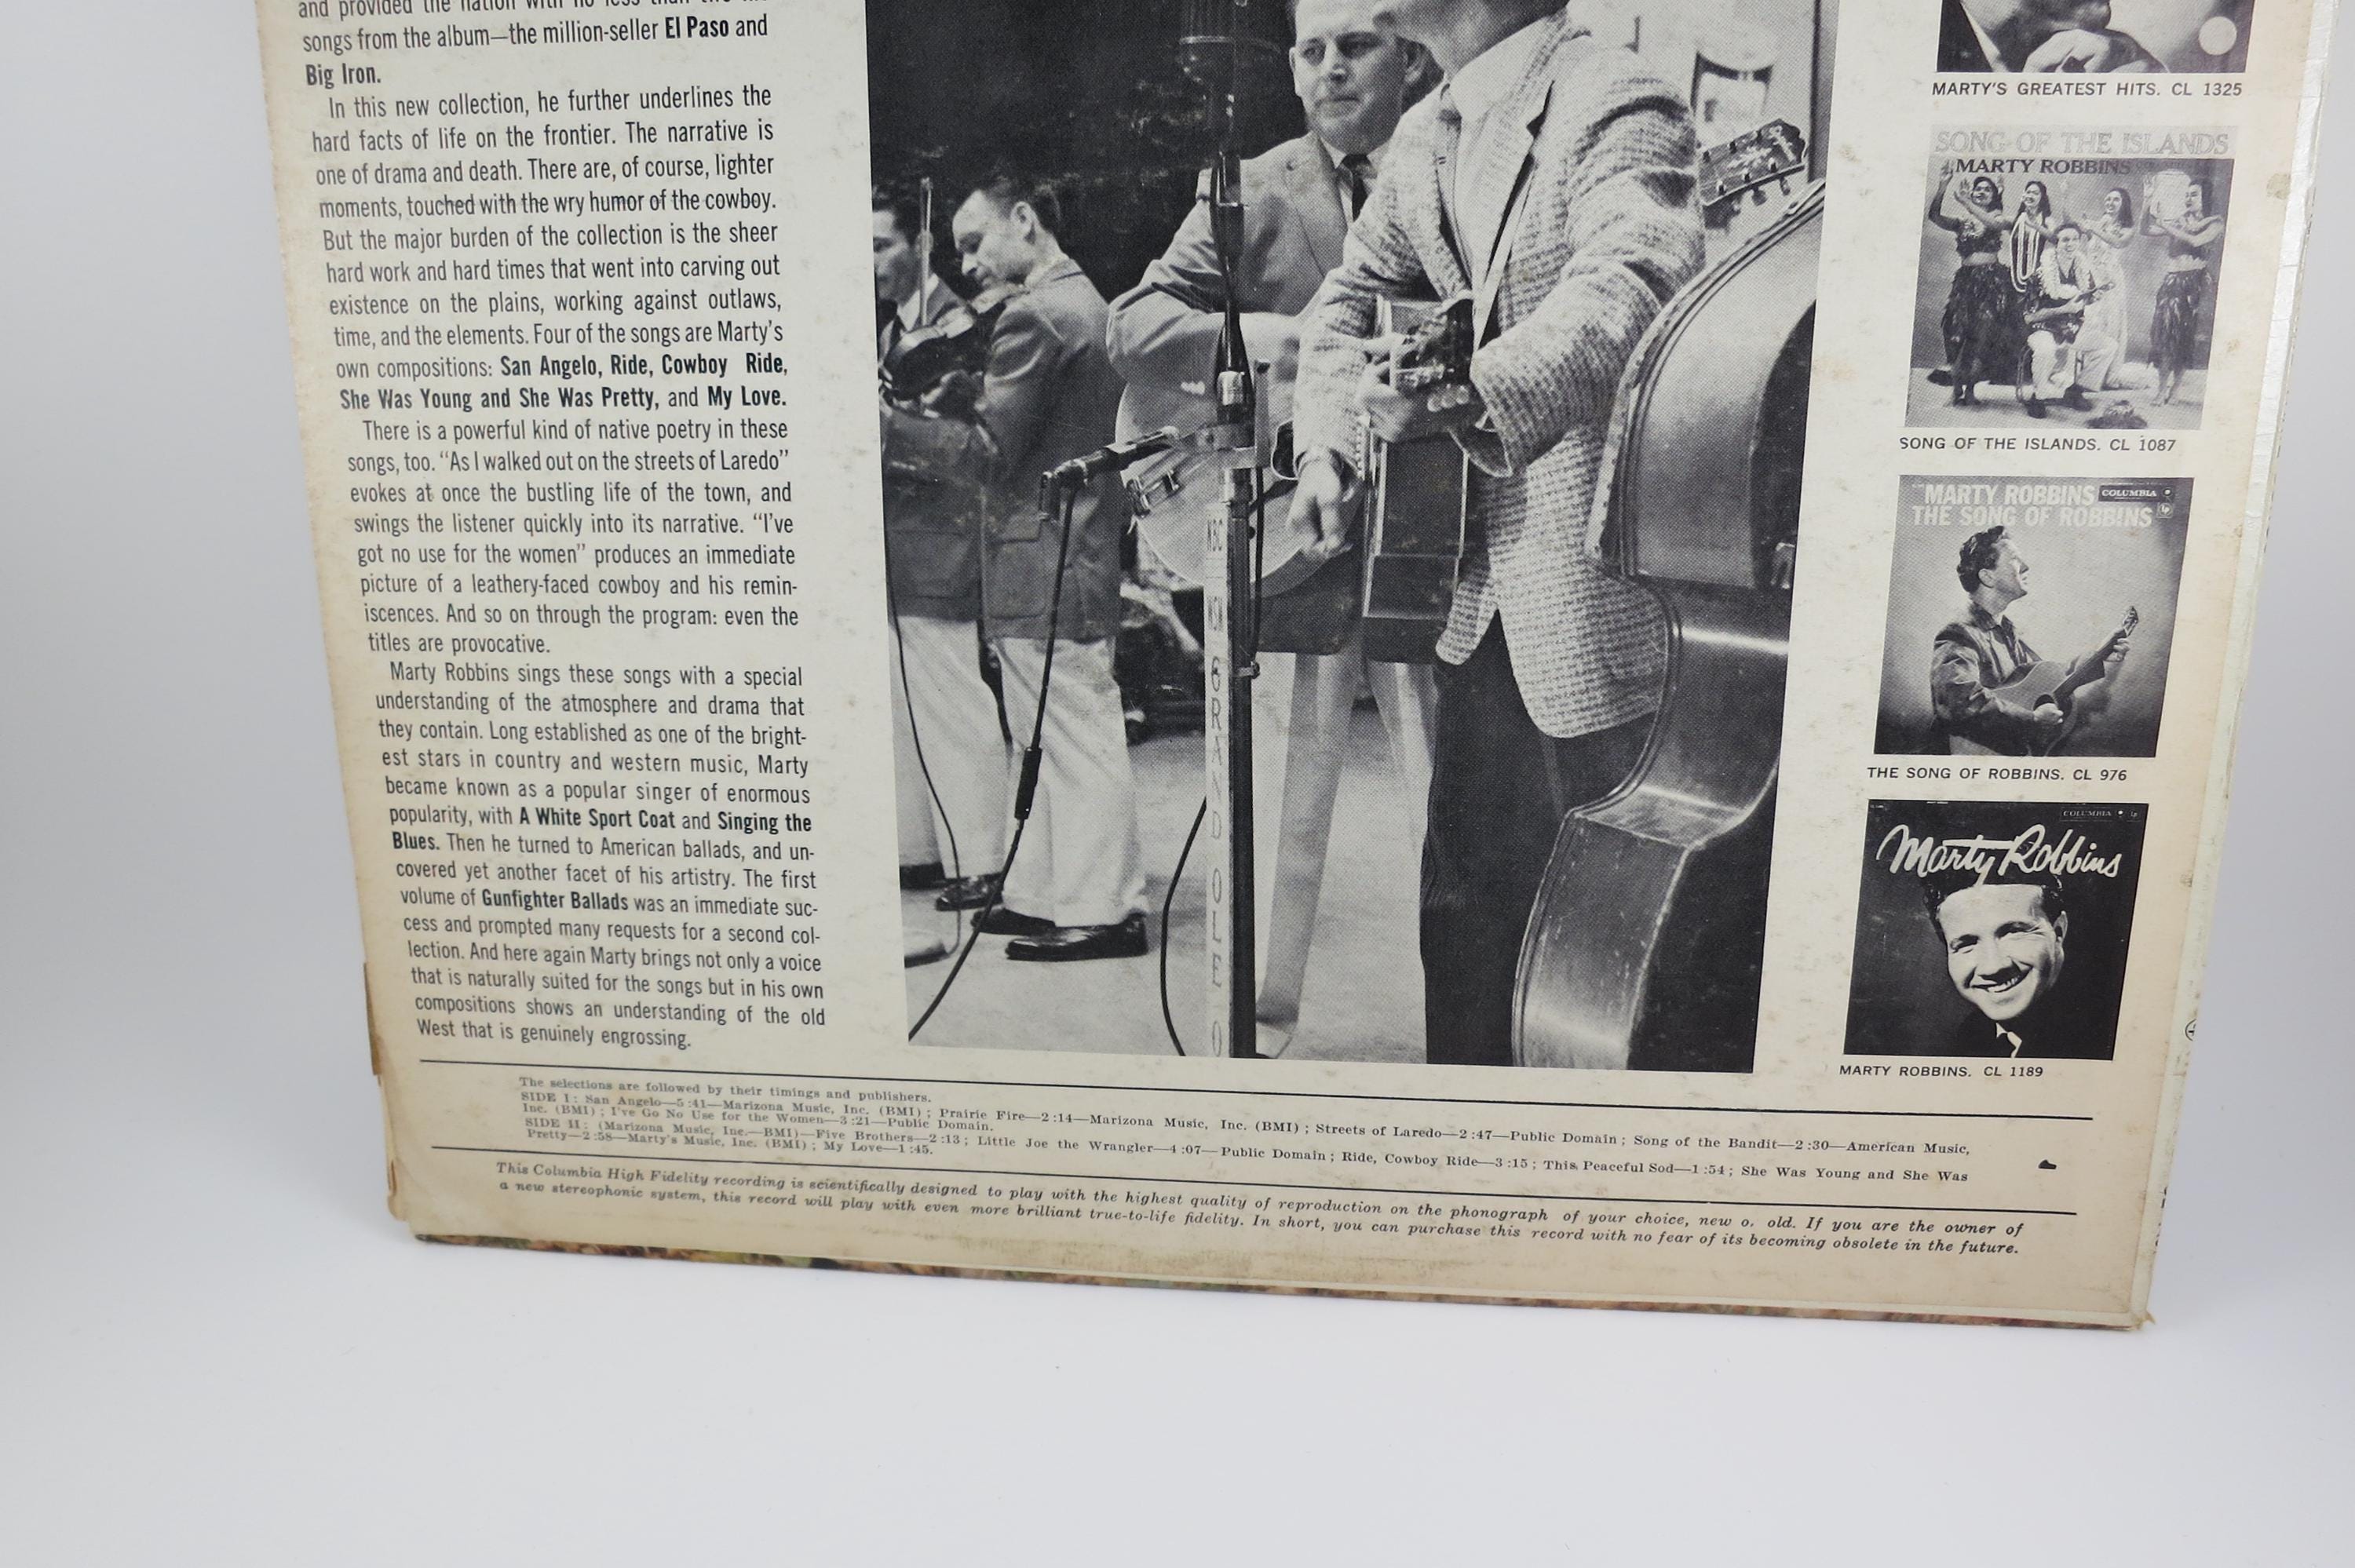 and provided the nation with no less than two
songs from the album—the million-seller El Paso and
Big Iron.
In this new collection, he further underlines the
hard facts of life on the frontier. The narrative is
one of drama and death. There are, of course, lighter
moments, touched with the wry humor of the cowboy.
But the major burden of the collection is the sheer
hard work and hard times that went into carving out
existence on the plains, working against outlaws,
time, and the elements. Four of the songs are Marty's
own compositions: San Angelo, Ride, Cowboy Ride,
She Was Young and She Was Pretty, and My Love.
There is a powerful kind of native poetry in these
songs, too. "As I walked out on the streets of Laredo"
evokes at once the bustling life of the town, and
swings the listener quickly into its narrative. "I've
got no use for the women" produces an immediate
picture of a leathery-faced cowboy and his remin-
iscences. And so on through the program: even the
titles are provocative.
Marty Robbins sings these songs with a special
understanding of the atmosphere and drama that
they contain. Long established as one of the bright-
est stars in country and western music, Marty
became known as a popular singer of enormous
popularity, with A White Sport Coat and Singing the
Blues. Then he turned to American ballads, and un-
covered yet another facet of his artistry. The first
volume of Gunfighter Ballads was an immediate suc-
cess and prompted many requests for a second col-
lection. And here again Marty brings not only a voice
that is naturally suited for the songs but in his own
compositions shows an understanding of the old
West that is genuinely engrossing.
GRAND OLE O
MARTY'S GREATEST HITS. CL 1325
SONG OF THE ISLANDS
MARTY ROBBINS
SONG OF THE ISLANDS. CL 1087
MARTY ROBBINS COLUMBIA
THE SONG OF ROBBINS
THE SONG OF ROBBINS. CL 976
COLUMBIA
Marty Robbins
MARTY ROBBINS. CL 1189
The selections are followed by their timings and publishers.
SIDE I: San Angelo—5:41—Marizona Music, Inc. (BMI); Prairie Fire—2:14—Marizona Music, Inc. (BMI); Streets of Laredo—2:47—Public Domain; Song of the Bandit—2:30—American Music,
Inc. (BMI); I've Go No Use for the Women—3:21—Public Domain.
SIDE II: (Marizona Music, Inc.—BMI)—Five Brothers—2:13; Little Joe the Wrangler—4:07—Public Domain; Ride, Cowboy Ride—3:15; This Peaceful Sod—1:54; She Was Young and She Was
Pretty—2:58—Marty's Music, Inc. (BMI); My Love—1:45.
This Columbia High Fidelity recording is scientifically designed to play with the highest quality of reproduction on the phonograph of your choice, new o. old. If you are the owner of
a new stereophonic system, this record will play with even more brilliant true-to-life fidelity. In short, you can purchase this record with no fear of its becoming obsolete in the future.